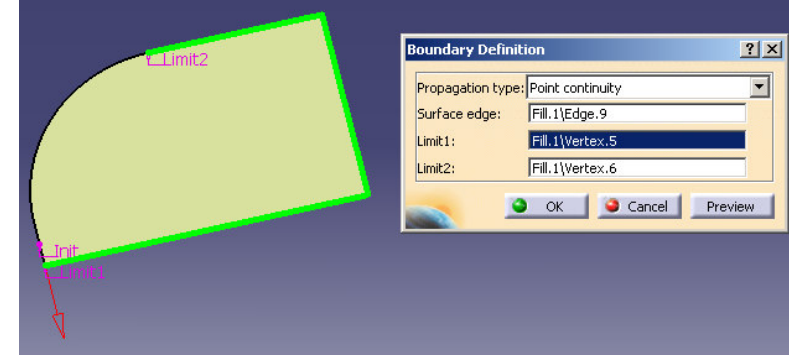 Limit2
Init
Limit1
Boundary Definition
Propagation type: Point continuity
Surface edge: Fill.1\Edge.9
Limit1: Fill.1\Vertex.5
Limit2: Fill.1\Vertex.6
OK Cancel Preview